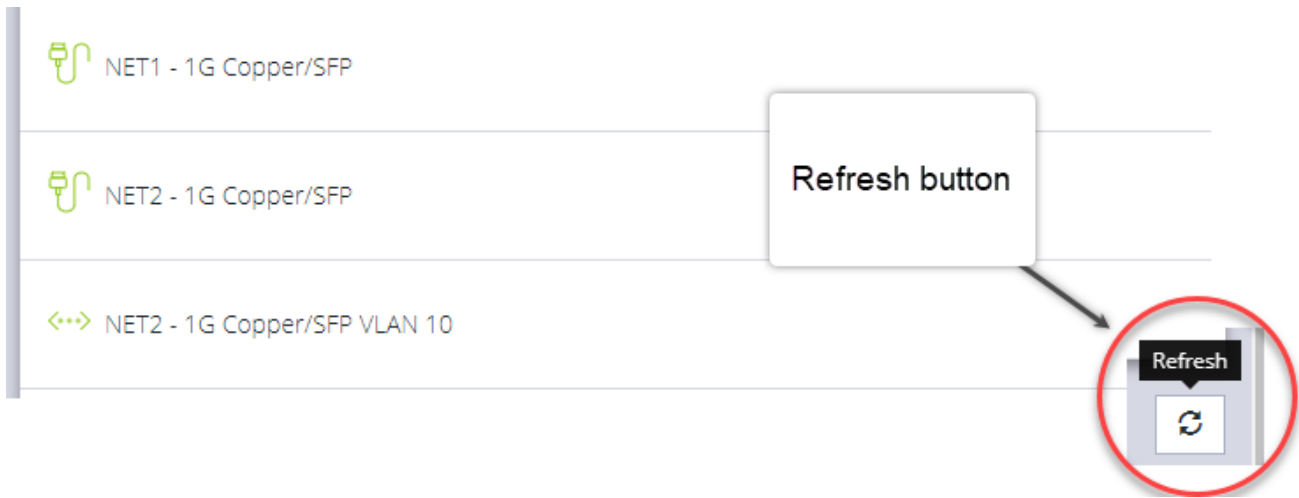 NET1 - 1G Copper/SFP
NET2 - 1G Copper/SFP
Refresh button
NET2 - 1G Copper/SFP VLAN 10
Refresh